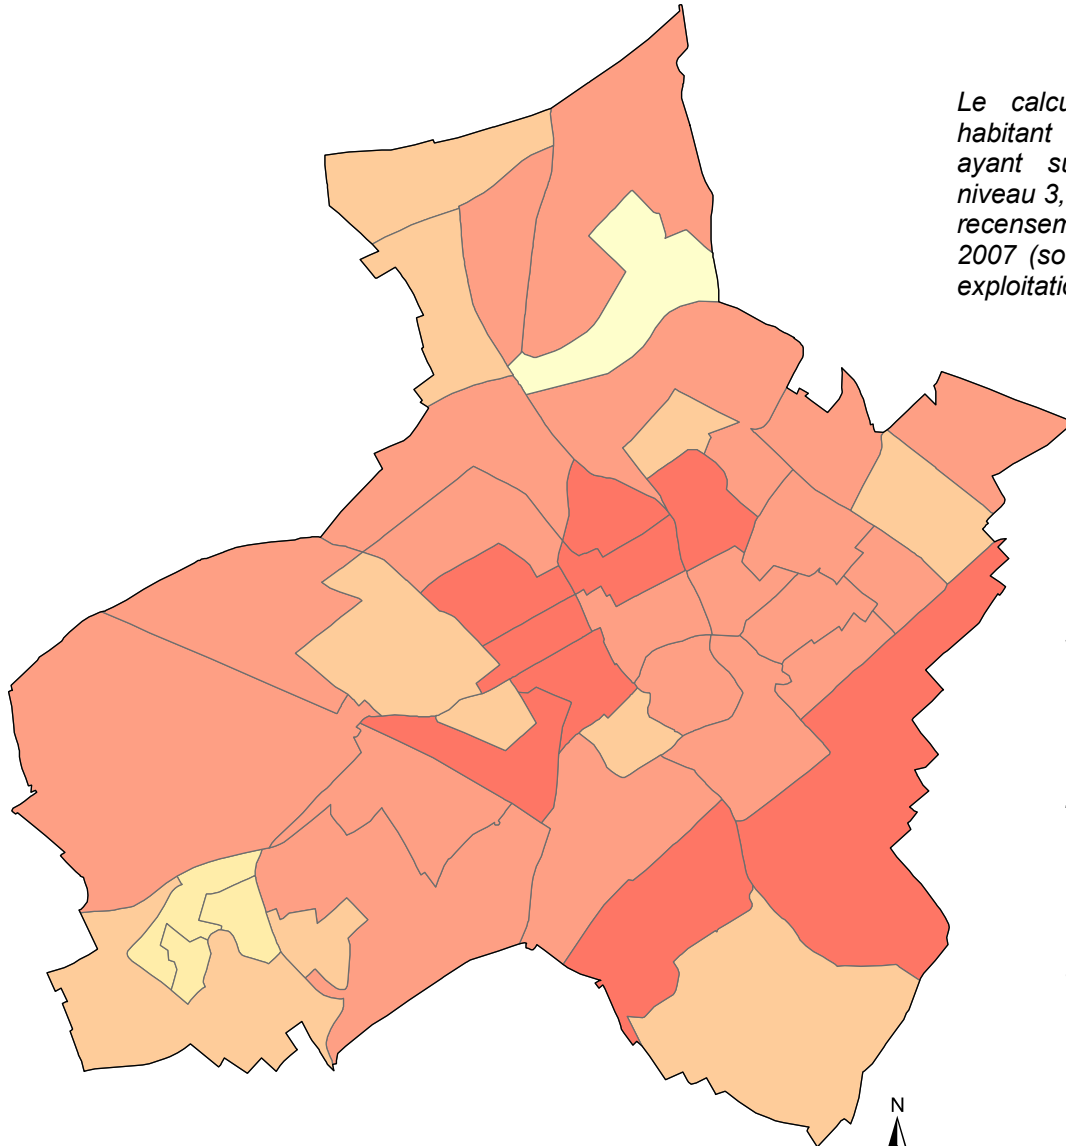 Le calcu
habitant
ayant su
niveau 3,
recensem
2007 (so
exploitatio
N